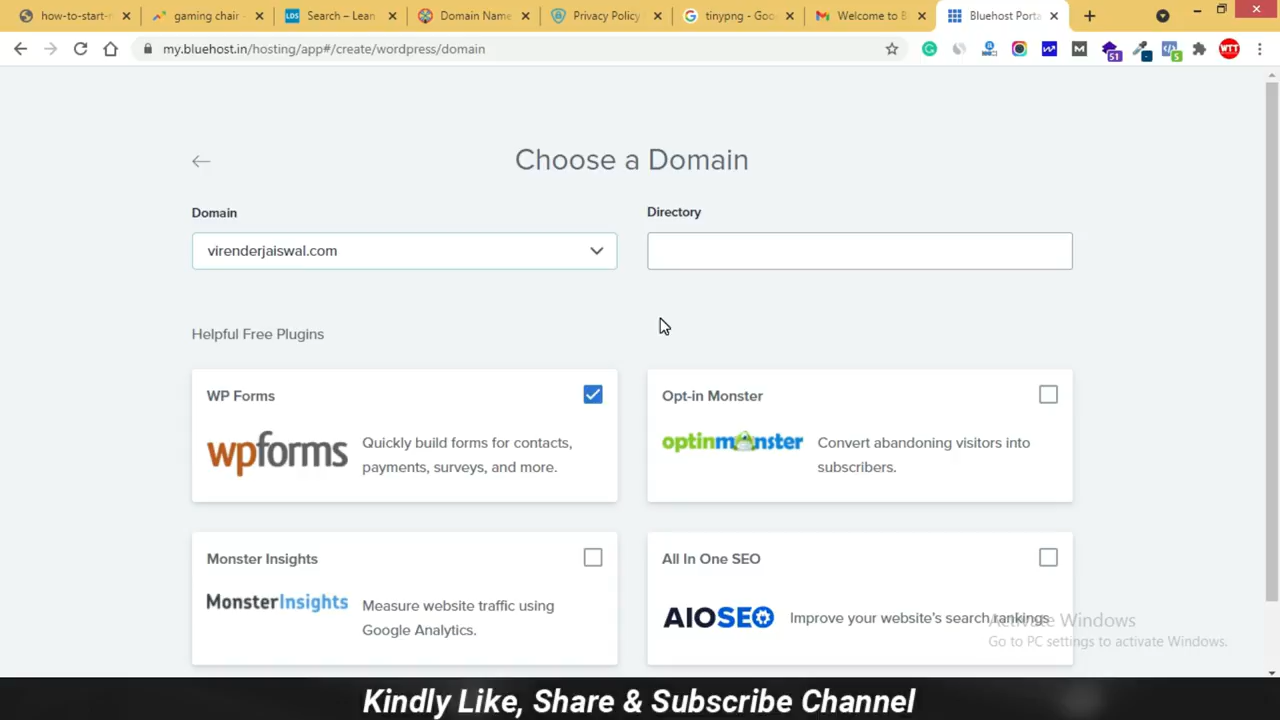 how-to-start-r
gaming chair -
LDS
Search – Lean
Domain Name
Privacy Policy
tinypng - Goo
Welcome to B
Bluehost Porta
my.bluehost.in/hosting/app#/create/wordpress/domain
51
5
WTT
Choose a Domain
Domain
Directory
virenderjaiswal.com
Helpful Free Plugins
WP Forms
wpforms
Quickly build forms for contacts,
payments, surveys, and more.
Opt-in Monster
optinmonster
Convert abandoning visitors into
subscribers.
Monster Insights
MonsterInsights
Measure website traffic using
Google Analytics.
All In One SEO
AIOSEO
Improve your website's search rankings
Activate Windows
Go to PC settings to activate Windows.
Kindly Like, Share & Subscribe Channel